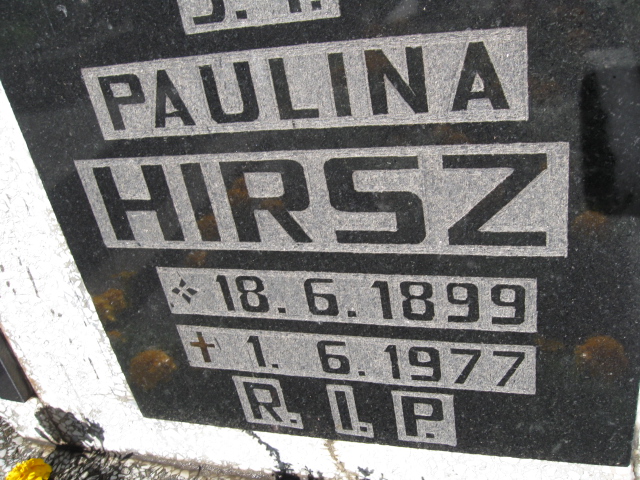 PAULINA
HIRSZ
* 18. 6. 1899
+ 1. 6. 1977
R. I. P.